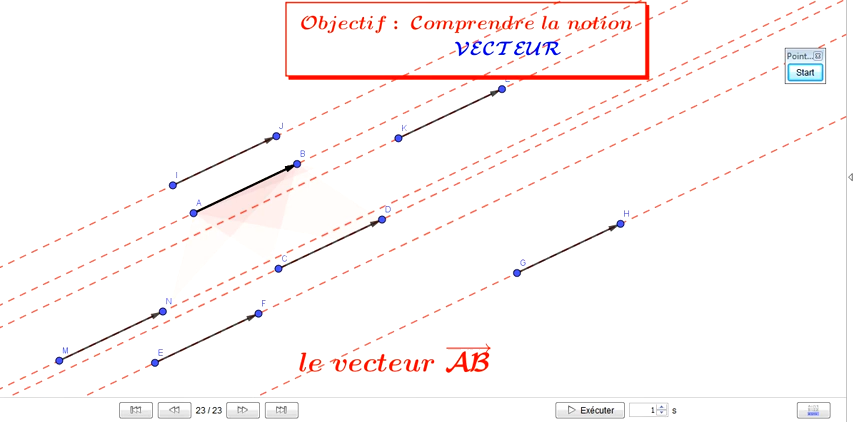 Objectif : Comprendre la notion
VECTEUR
Point...
Start
J
K
I
B
A
D
H
C
G
N
F
M
E
le vecteur AB
23 / 23
Exécuter
1 s